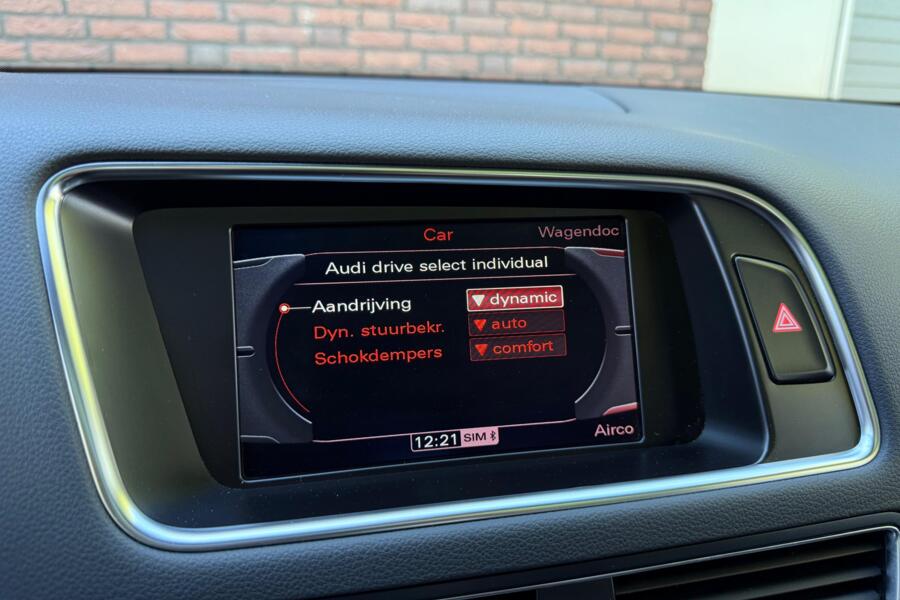 Car
Wagendoc
Audi drive select individual
Aandrijving dynamic
Dyn. stuurbekr. auto
Schokdempers comfort
12:21 SIM
Airco